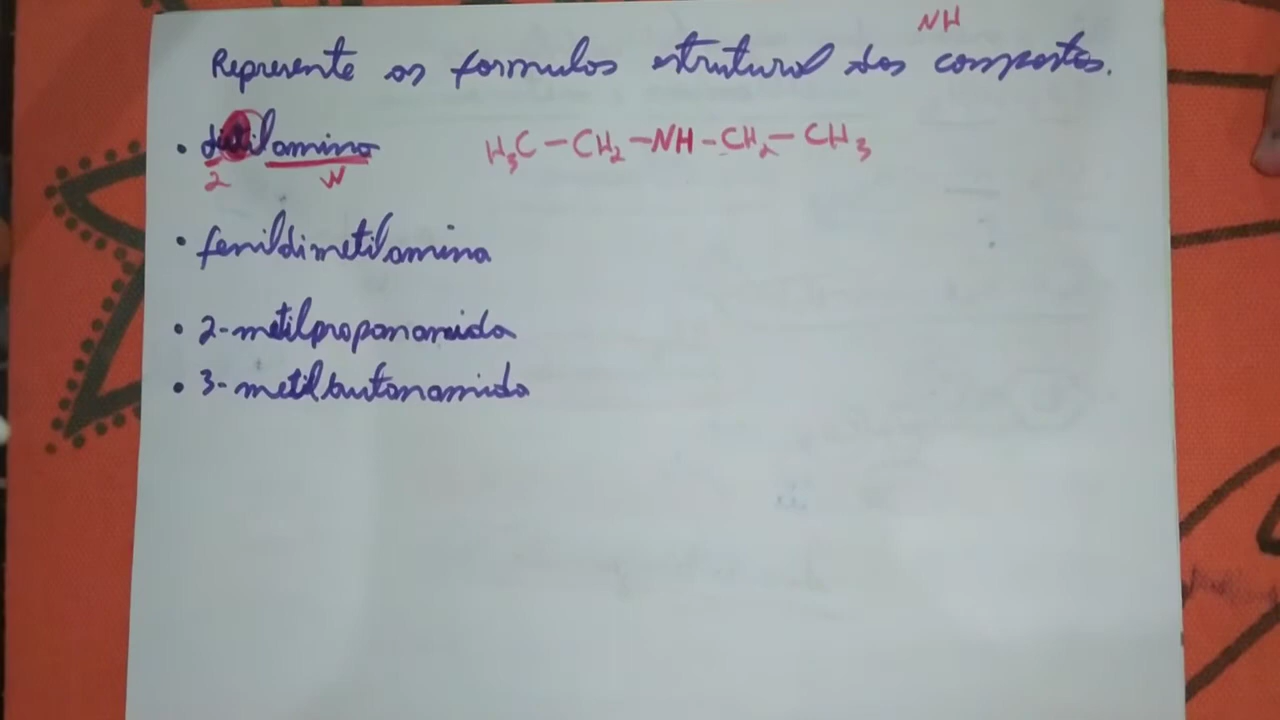 NH
Represente as formulas estrutural dos compostos.
• dietilamina H₃C-CH₂-NH-CH₂-CH₃
2 N
• fenildimetilamina
• 2-metilpropanamida
• 3-metilbutanamida